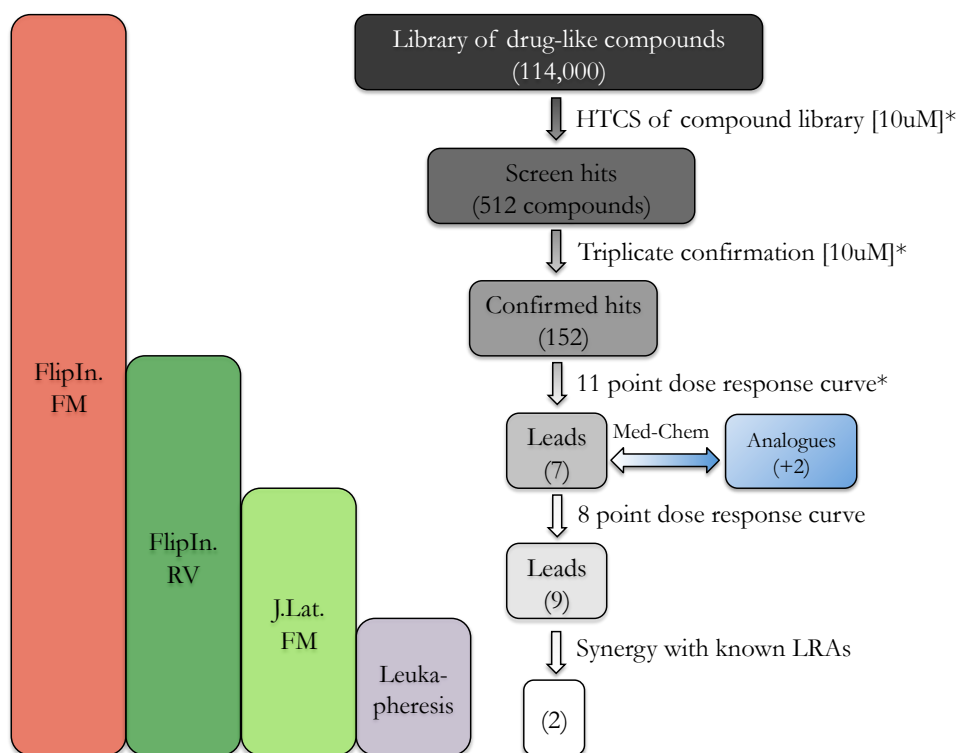 Library of drug-like compounds
(114,000)
HTCS of compound library [10uM]*
Screen hits
(512 compounds)
Triplicate confirmation [10uM]*
Confirmed hits
(152)
11 point dose response curve*
Leads
(7)
Med-Chem
Analogues
(+2)
8 point dose response curve
Leads
(9)
Synergy with known LRAs
(2)
FlipIn.
FM
FlipIn.
RV
J.Lat.
FM
Leuka-
pheresis